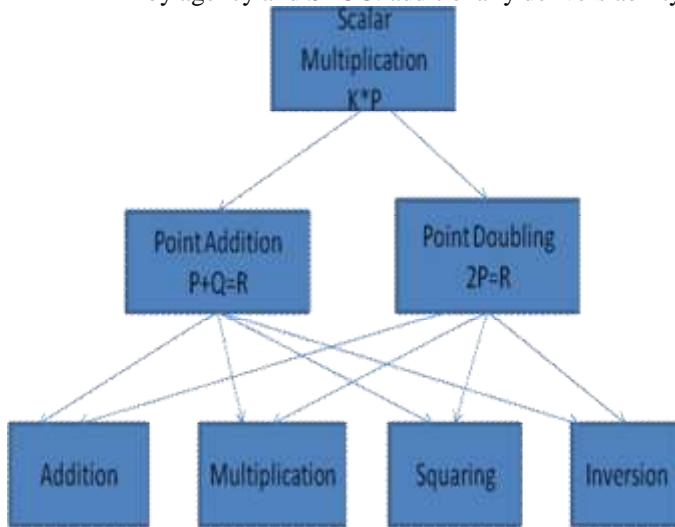 Scalar
Multiplication
K*P
Point Addition
P+Q=R
Point Doubling
2P=R
Addition
Multiplication
Squaring
Inversion